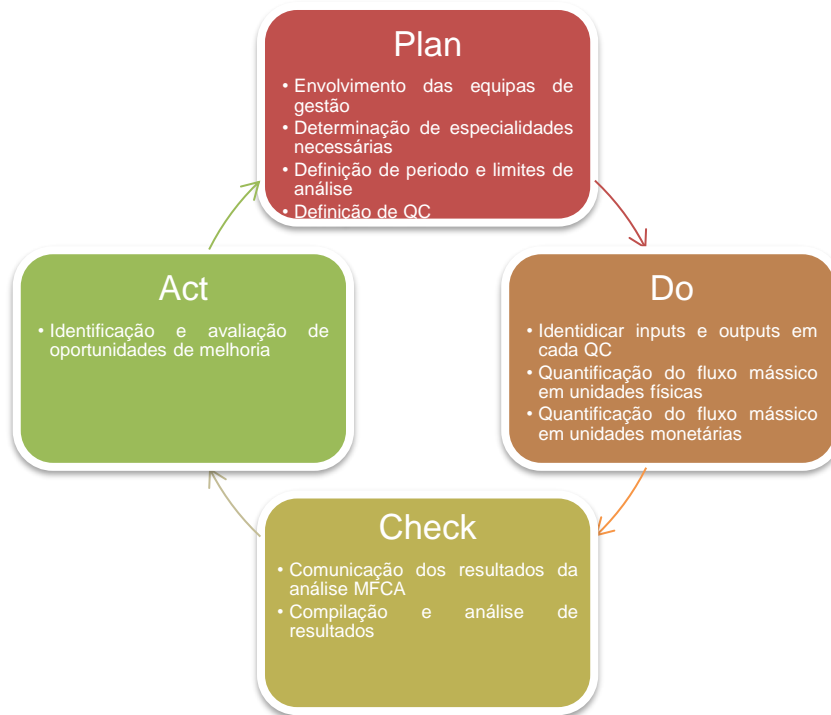 Plan
• Envolvimento das equipas de
gestão
• Determinação de especialidades
necessárias
• Definição de periodo e limites de
análise
• Definição de QC
Act
• Identificação e avaliação de
oportunidades de melhoria
Do
• Identidicar inputs e outputs em
cada QC
• Quantificação do fluxo mássico
em unidades físicas
• Quantificação do fluxo mássico
em unidades monetárias
Check
• Comunicação dos resultados da
análise MFCA
• Compilação e análise de
resultados